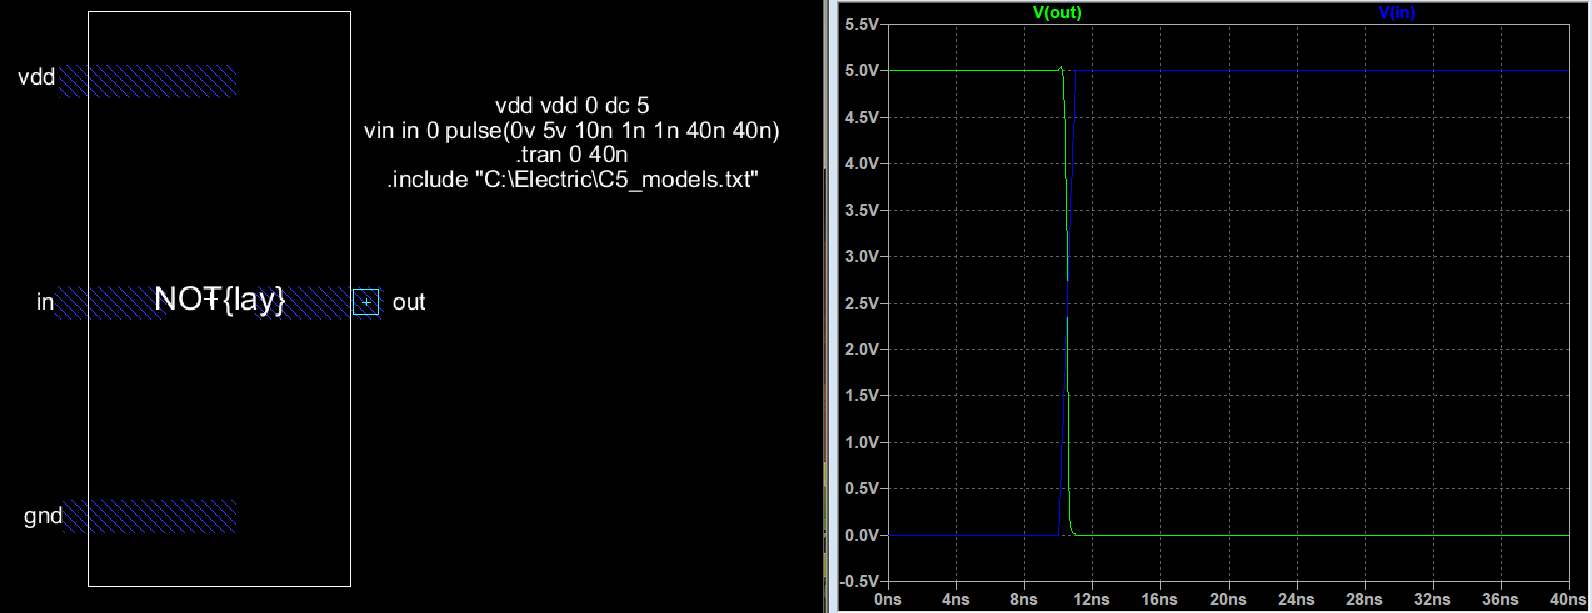 vdd
vdd vdd 0 dc 5
vin in 0 pulse(0v 5v 10n 1n 1n 40n 40n)
.tran 0 40n
.include "C:\Electric\C5_models.txt"
in
NOT{lay}
out
gnd
V(out)
V(in)
5.5V
5.0V
4.5V
4.0V
3.5V
3.0V
2.5V
2.0V
1.5V
1.0V
0.5V
0.0V
-0.5V
0ns
4ns
8ns
12ns
16ns
20ns
24ns
28ns
32ns
36ns
40ns